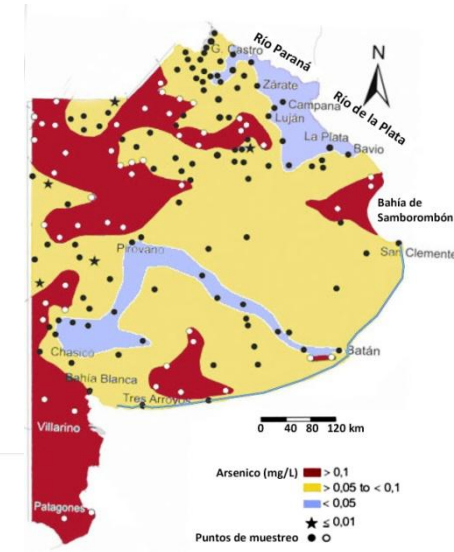 Río Paraná
N
G. Castro
Zárate
Río de la Plata
Campana
Luján
La Plata
Bavio
Bahía de
Samborombón
San Clemente
Pirovano
Batán
Chasicó
Bahía Blanca
Tres Arroyos
Villarino
0 40 80 120 km
Arsenico (mg/L)
> 0,1
> 0,05 to < 0,1
< 0,05
≤ 0,01
Patagones
Puntos de muestreo